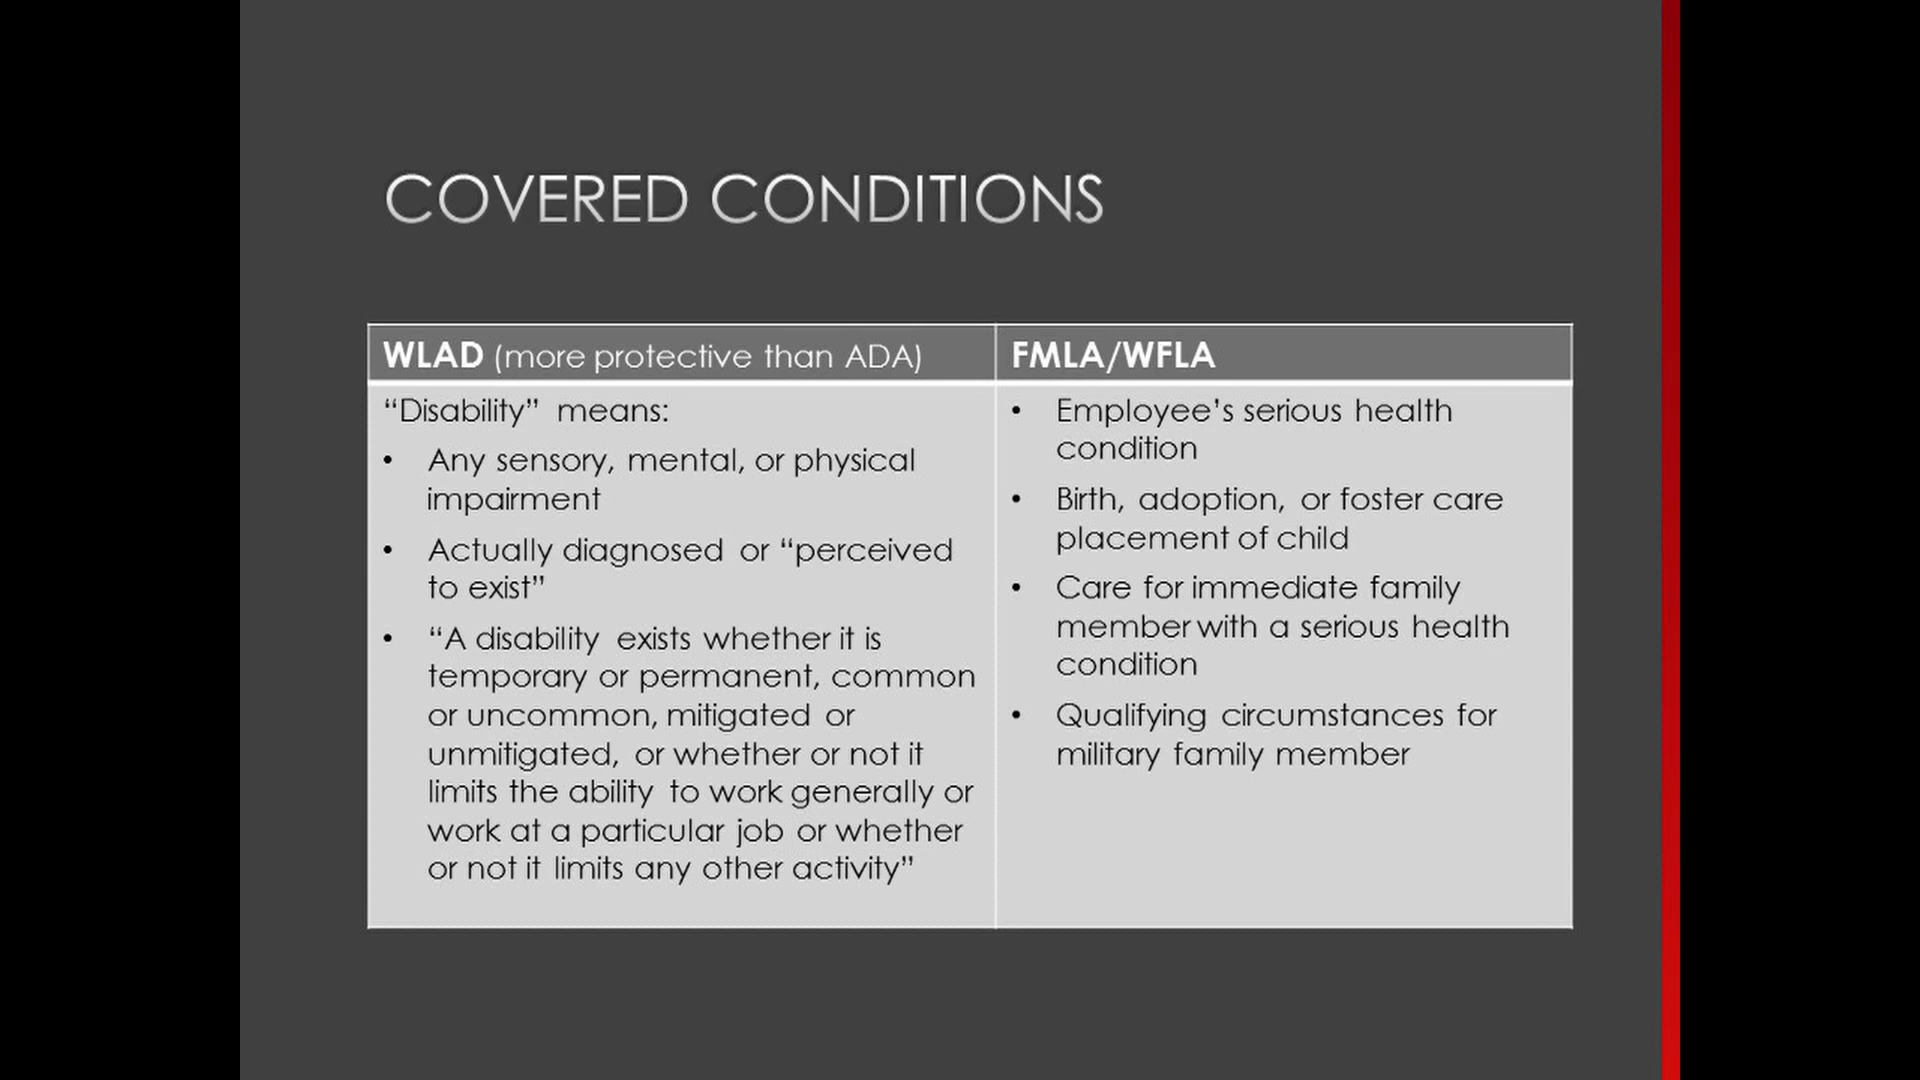 COVERED CONDITIONS
WLAD (more protective than ADA)
“Disability” means:
• Any sensory, mental, or physical
impairment
• Actually diagnosed or “perceived
to exist”
• “A disability exists whether it is
temporary or permanent, common
or uncommon, mitigated or
unmitigated, or whether or not it
limits the ability to work generally or
work at a particular job or whether
or not it limits any other activity”
FMLA/WFLA
• Employee’s serious health
condition
• Birth, adoption, or foster care
placement of child
• Care for immediate family
member with a serious health
condition
• Qualifying circumstances for
military family member